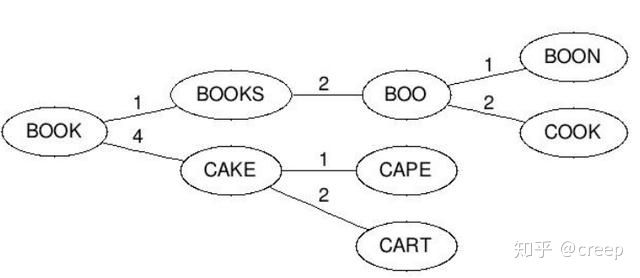 BOOK
1
BOOKS
2
BOO
1
BOON
2
COOK
4
CAKE
1
CAPE
2
CART
知乎 @creep